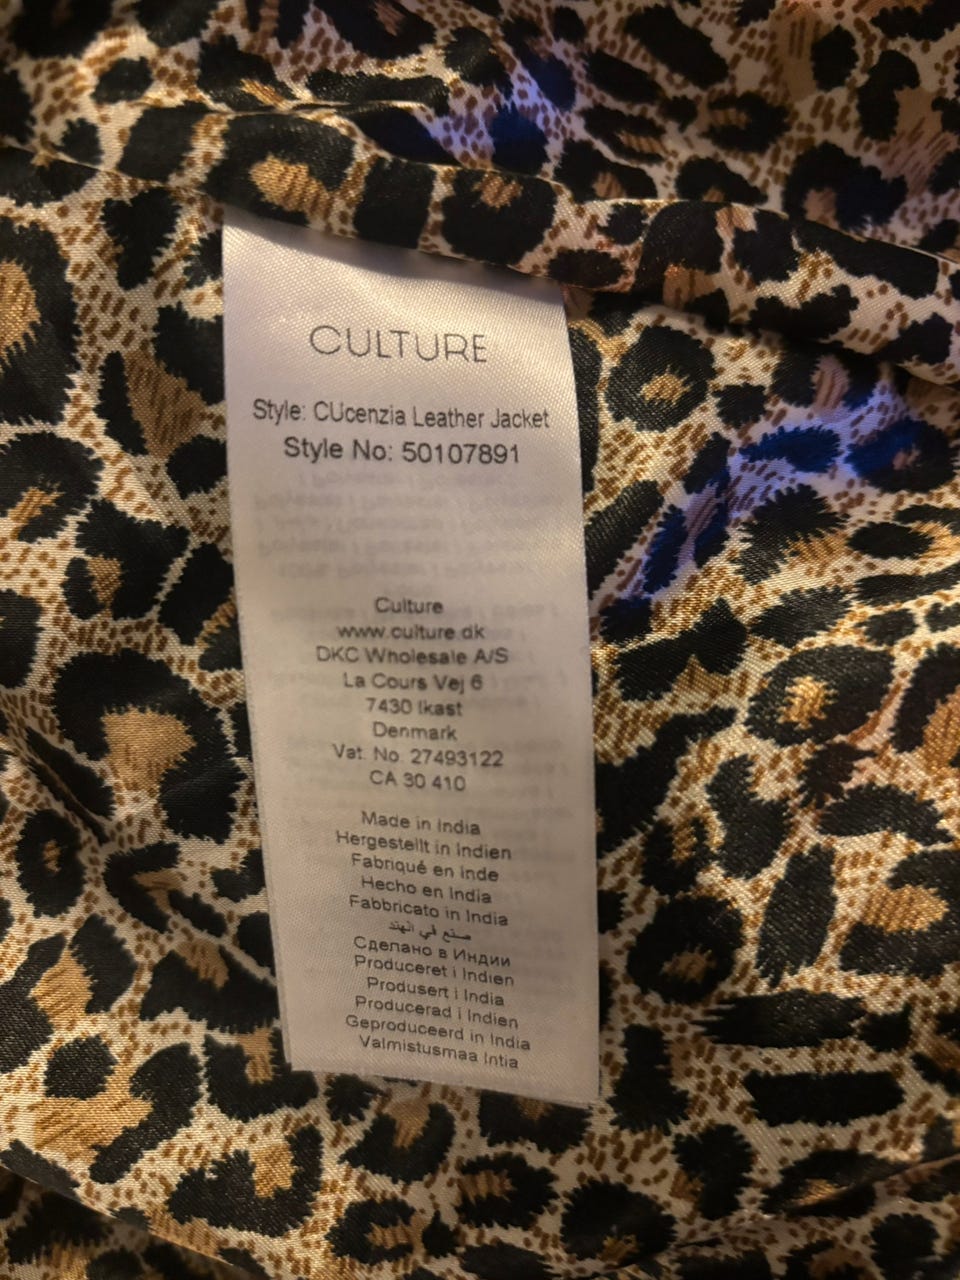 CULTURE
Style: CUcenzia Leather Jacket
Style No: 50107891
Culture
www.culture.dk
DKC Wholesale A/S
La Cours Vej 6
7430 Ikast
Denmark
Vat. No. 27493122
CA 30 410
Made in India
Hergestellt in Indien
Fabriqué en Inde
Hecho en India
Fabbricato in India
صنع في الهند
Сделано в Индии
Produceret i Indien
Produsert i India
Producerad i Indien
Geproduceerd in India
Valmistusmaa Intia